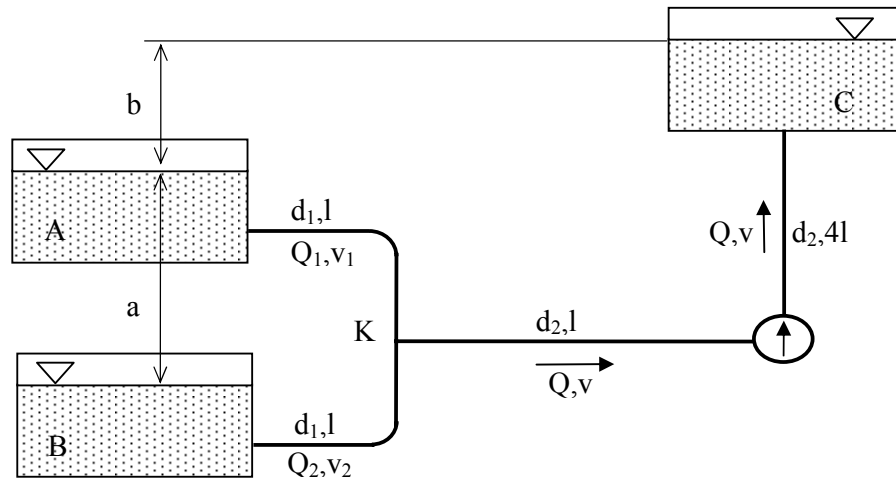 C
b
d₁,l
A
Q₁,v₁
Q,v
d₂,4l
a
K
d₂,l
Q,v
d₁,l
B
Q₂,v₂